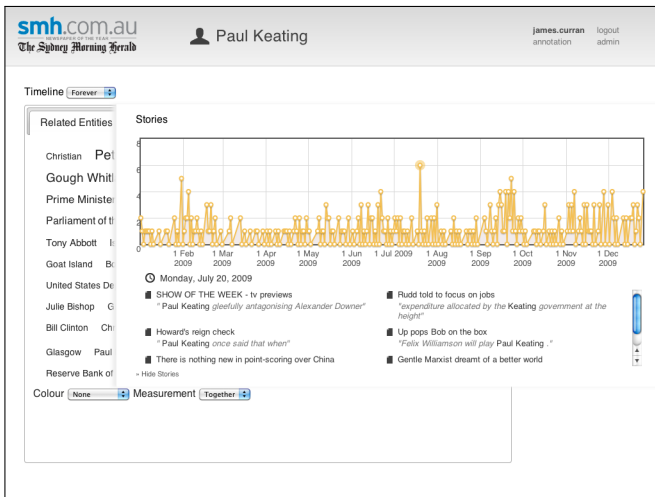 smh.com.au
NEWSPAPER OF THE YEAR
The Sydney Morning Herald
Paul Keating
james.curran logout
annotation admin
Timeline Forever
Related Entities
Stories
Christian Pet
Gough Whitl
Prime Minister
Parliament of th
Tony Abbott
Goat Island
United States De
Julie Bishop G
Bill Clinton
Glasgow Paul
Reserve Bank of
8
6
4
2
0
1 Feb 2009
1 Mar 2009
1 Apr 2009
1 May 2009
1 Jun 2009
1 Jul 2009
1 Aug 2009
1 Sep 2009
1 Oct 2009
1 Nov 2009
1 Dec 2009
Monday, July 20, 2009
SHOW OF THE WEEK - tv previews
" Paul Keating gleefully antagonising Alexander Downer"
Howard's reign check
" Paul Keating once said that when"
There is nothing new in point-scoring over China
Rudd told to focus on jobs
"expenditure allocated by the Keating government at the
height"
Up pops Bob on the box
"Felix Williamson will play Paul Keating ."
Gentle Marxist dreamt of a better world
» Hide Stories
Colour None Measurement Together